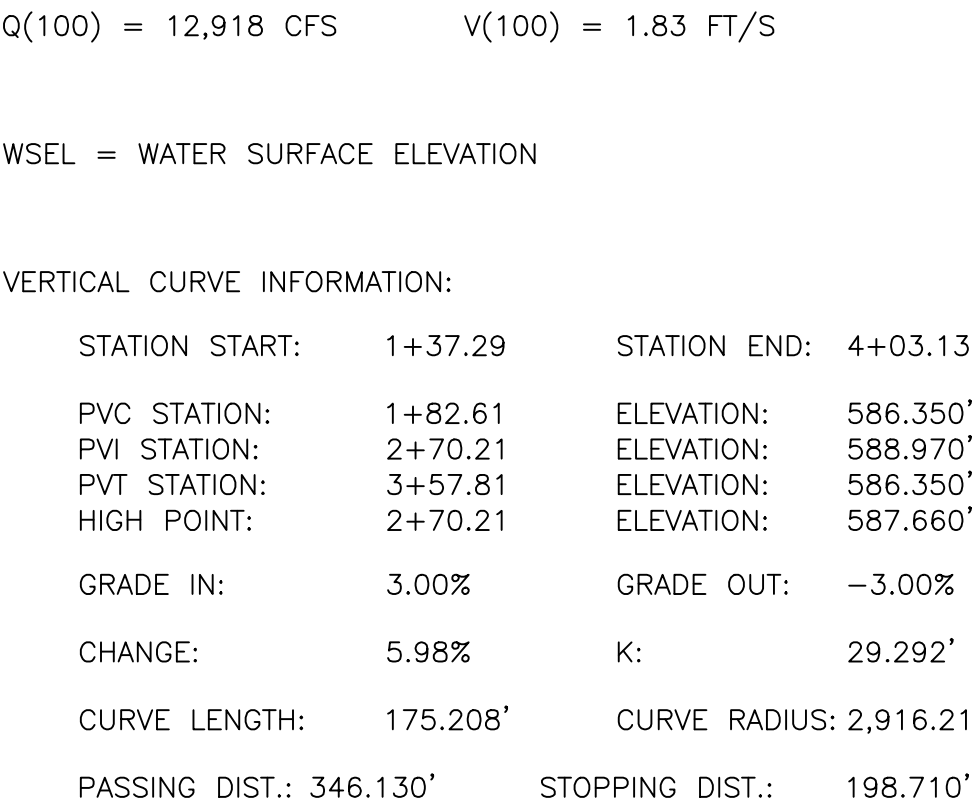 Q(100) = 12,918 CFS V(100) = 1.83 FT/S
WSEL = WATER SURFACE ELEVATION
VERTICAL CURVE INFORMATION:
STATION START: 1+37.29 STATION END: 4+03.13
PVC STATION: 1+82.61 ELEVATION: 586.350'
PVI STATION: 2+70.21 ELEVATION: 588.970'
PVT STATION: 3+57.81 ELEVATION: 586.350'
HIGH POINT: 2+70.21 ELEVATION: 587.660'
GRADE IN: 3.00% GRADE OUT: −3.00%
CHANGE: 5.98% K: 29.292'
CURVE LENGTH: 175.208' CURVE RADIUS: 2,916.21
PASSING DIST.: 346.130' STOPPING DIST.: 198.710'